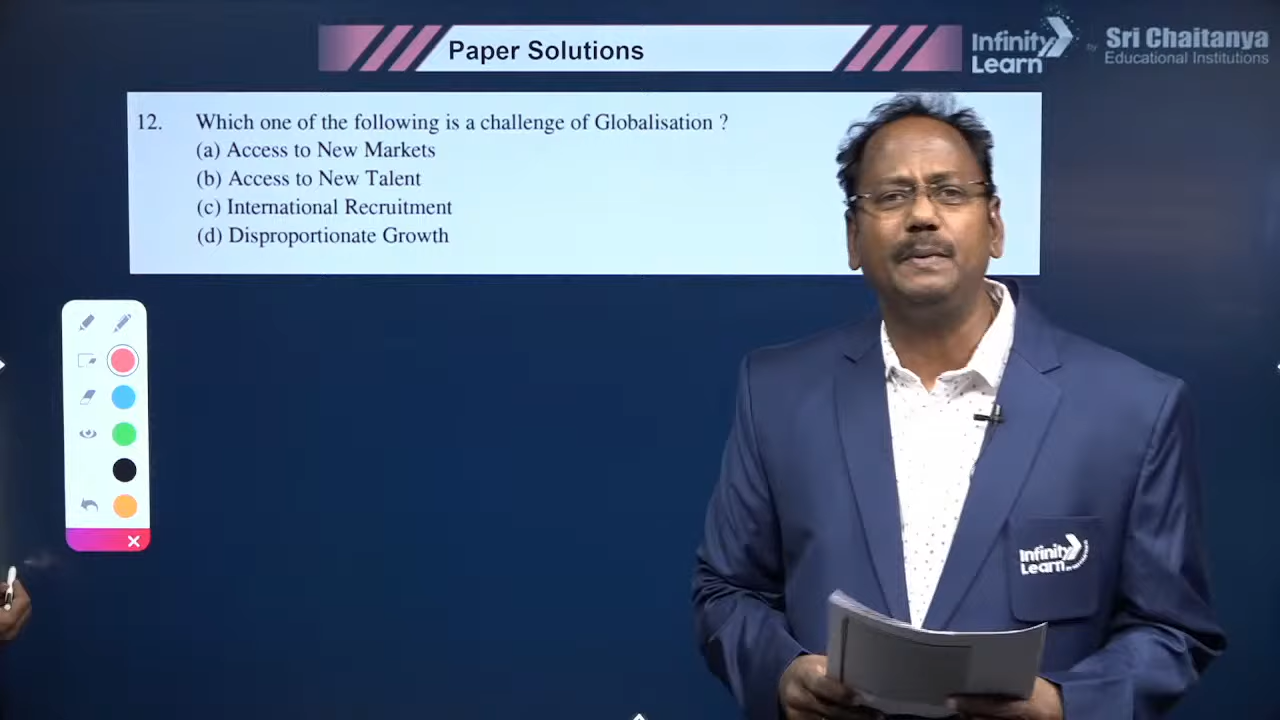 Paper Solutions
Infinity
Learn
by
Sri Chaitanya
Educational Institutions
12. Which one of the following is a challenge of Globalisation ?
(a) Access to New Markets
(b) Access to New Talent
(c) International Recruitment
(d) Disproportionate Growth
Infinity
Learn